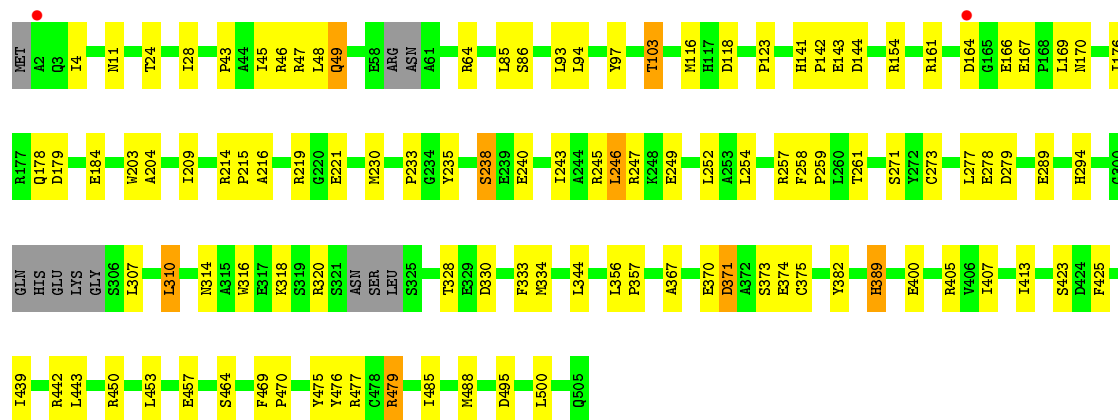 MET A2 Q3 I4 N11 T24 I28 P43 A44 I45 R46 R47 L48 Q49 E58 ARG ASN A61 R64 L85 S86 L93 L94 Y97 T103 M116 H117 D118 P123 H141 P142 E143 D144 R154 R161 D164 G165 E166 E167 P168 L169 N170 I176
R177 Q178 D179 E184 W203 A204 I209 R214 P215 A216 R219 G220 E221 M230 P233 G234 Y235 S238 E239 E240 I243 A244 R245 L246 R247 K248 E249 L252 A253 L254 R257 F258 P259 L260 T261 S271 Y272 C273 L277 E278 D279 E289 H294 G300
GLN HIS GLU LYS GLY S306 L307 L310 N314 A315 W316 E317 K318 S319 R320 S321 ASN SER LEU S325 T328 E329 D330 F333 M334 L344 L356 P357 A367 E370 D371 A372 S373 E374 C375 Y382 H389 E400 R405 V406 I407 I413 S423 D424 F425
I439 R442 L443 R450 L453 E457 S464 F469 P470 Y475 Y476 R477 C478 R479 I485 M488 D495 L500 Q505